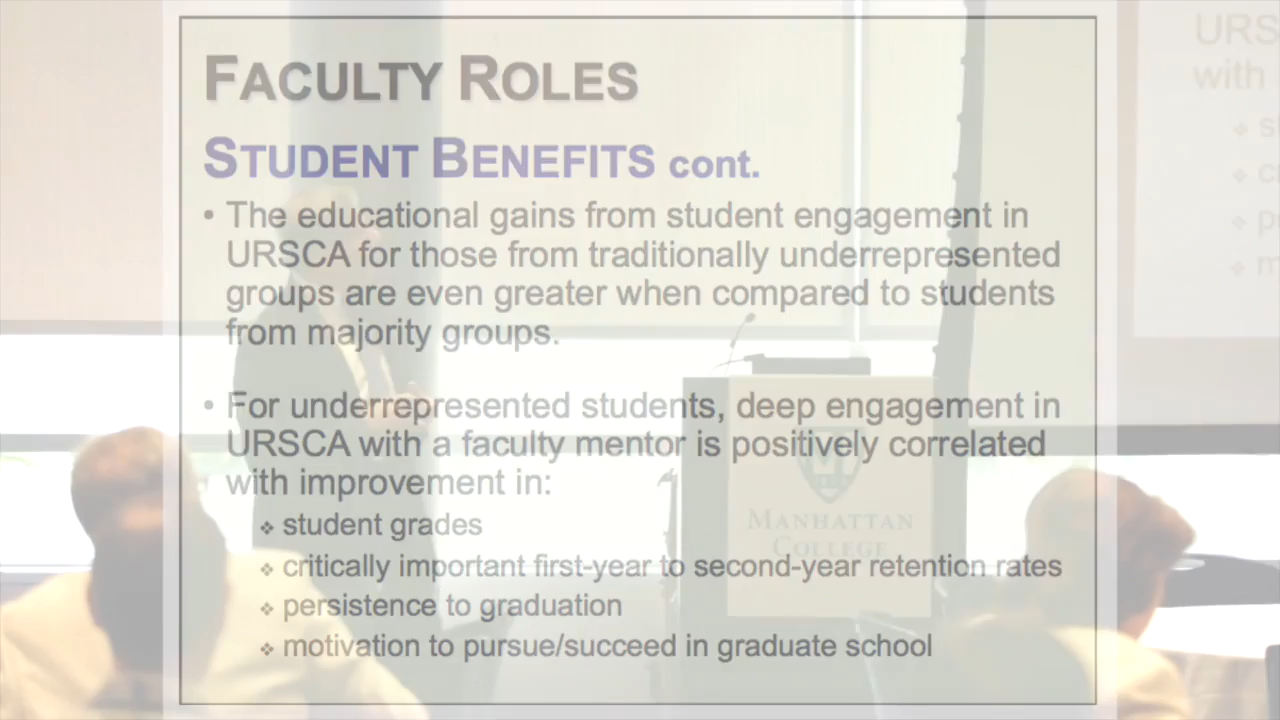 FACULTY ROLES
STUDENT BENEFITS cont.
• The educational gains from student engagement in
URSCA for those from traditionally underrepresented
groups are even greater when compared to students
from majority groups.
• For underrepresented students, deep engagement in
URSCA with a faculty mentor is positively correlated
with improvement in:
❖ student grades
❖ critically important first-year to second-year retention rates
❖ persistence to graduation
❖ motivation to pursue/succeed in graduate school
MANHATTAN
COLLEGE
URS
with